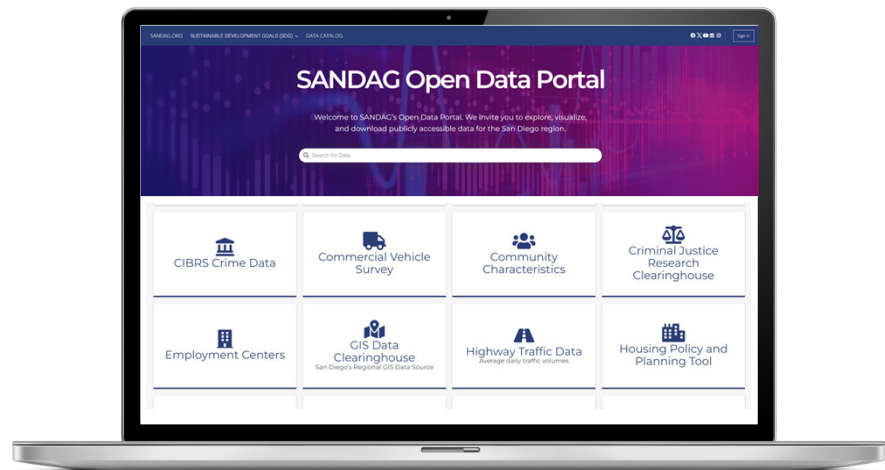 SANDAG.ORG SUSTAINABLE DEVELOPMENT GOALS (SDG) DATA CATALOG Sign In
SANDAG Open Data Portal
Welcome to SANDAG's Open Data Portal. We invite you to explore, visualize,
and download publicly accessible data for the San Diego region.
Search for Data
CIBRS Crime Data
Commercial Vehicle
Survey
Community
Characteristics
Criminal Justice
Research
Clearinghouse
Employment Centers
GIS Data
Clearinghouse
San Diego's Regional GIS Data Source
Highway Traffic Data
Average daily traffic volumes
Housing Policy and
Planning Tool